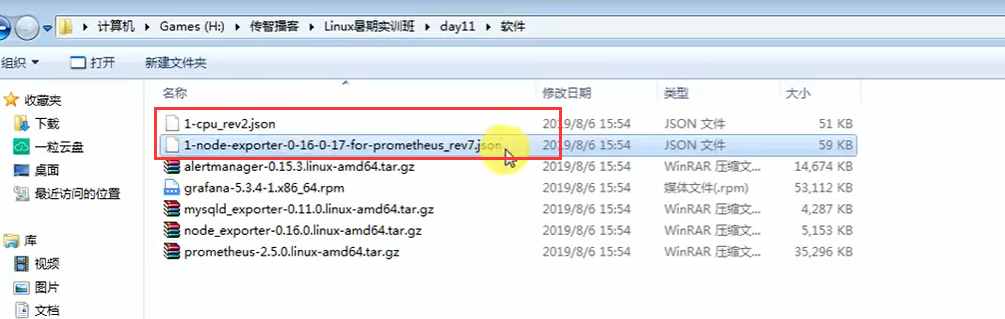 计算机 Games (H:) 传智播客 Linux暑期实训班 day11 软件
组织 打开 新建文件夹
名称 修改日期 类型 大小
收藏夹
下载
一粒云盘
桌面
最近访问的位置
库
视频
图片
文档
1-cpu_rev2.json 2019/8/6 15:54 JSON 文件 51 KB
1-node-exporter-0-16-0-17-for-prometheus_rev7.json 2019/8/6 15:54 JSON 文件 59 KB
alertmanager-0.15.3.linux-amd64.tar.gz 2019/8/6 15:54 WinRAR 压缩文... 14,674 KB
grafana-5.3.4-1.x86_64.rpm 2019/8/6 15:54 媒体文件(.rpm) 53,112 KB
mysqld_exporter-0.11.0.linux-amd64.tar.gz 2019/8/6 15:54 WinRAR 压缩文... 4,287 KB
node_exporter-0.16.0.linux-amd64.tar.gz 2019/8/6 15:54 WinRAR 压缩文... 5,153 KB
prometheus-2.5.0.linux-amd64.tar.gz 2019/8/6 15:54 WinRAR 压缩文... 35,296 KB